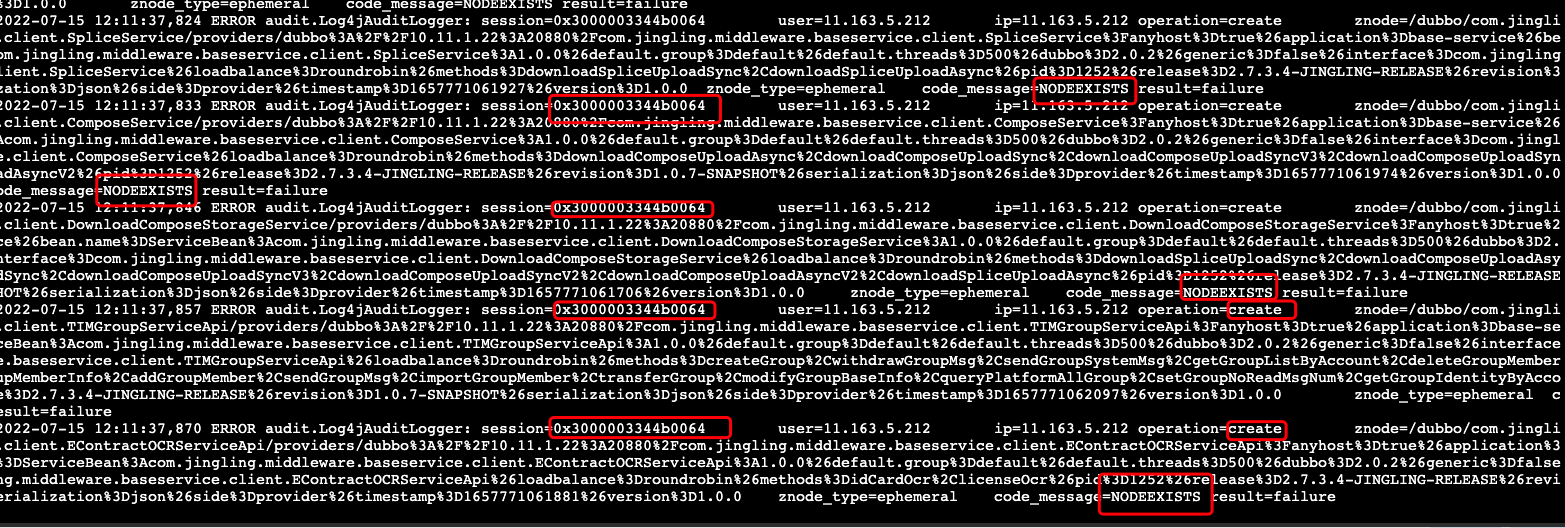 %3D1.0.0 znode_type=ephemeral code_message=NODEEXISTS result=failure
2022-07-15 12:11:37,824 ERROR audit.Log4jAuditLogger: session=0x3000003344b0064 user=11.163.5.212 ip=11.163.5.212 operation=create znode=/dubbo/com.jingli
.client.SpliceService/providers/dubbo%3A%2F%2F10.11.1.22%3A20880%2Fcom.jingling.middleware.baseservice.client.SpliceService%3Fanyhost%3Dtrue%26application%3Dbase-service%26be
om.jingling.middleware.baseservice.client.SpliceService%3A1.0.0%26default.group%3Ddefault%26default.threads%3D500%26dubbo%3D2.0.2%26generic%3Dfalse%26interface%3Dcom.jingling
lient.SpliceService%26loadbalance%3Droundrobin%26methods%3DdownloadSpliceUploadSync%2CdownloadSpliceUploadAsync%26pid%3D1252%26release%3D2.7.3.4-JINGLING-RELEASE%26revision%3
zation%3Djson%26side%3Dprovider%26timestamp%3D1657771061927%26version%3D1.0.0 znode_type=ephemeral code_message=NODEEXISTS result=failure
2022-07-15 12:11:37,833 ERROR audit.Log4jAuditLogger: session=0x3000003344b0064 user=11.163.5.212 ip=11.163.5.212 operation=create znode=/dubbo/com.jingli
.client.ComposeService/providers/dubbo%3A%2F%2F10.11.1.22%3A20880%2Fcom.jingling.middleware.baseservice.client.ComposeService%3Fanyhost%3Dtrue%26application%3Dbase-service%26
Acom.jingling.middleware.baseservice.client.ComposeService%3A1.0.0%26default.group%3Ddefault%26default.threads%3D500%26dubbo%3D2.0.2%26generic%3Dfalse%26interface%3Dcom.jingl
e.client.ComposeService%26loadbalance%3Droundrobin%26methods%3DdownloadComposeUploadAsync%2CdownloadComposeUploadSync%2CdownloadComposeUploadSyncV3%2CdownloadComposeUploadSyn
adAsyncV2%26pid%3D1252%26release%3D2.7.3.4-JINGLING-RELEASE%26revision%3D1.0.7-SNAPSHOT%26serialization%3Djson%26side%3Dprovider%26timestamp%3D1657771061974%26version%3D1.0.0
ode_message=NODEEXISTS result=failure
2022-07-15 12:11:37,846 ERROR audit.Log4jAuditLogger: session=0x3000003344b0064 user=11.163.5.212 ip=11.163.5.212 operation=create znode=/dubbo/com.jingli
.client.DownloadComposeStorageService/providers/dubbo%3A%2F%2F10.11.1.22%3A20880%2Fcom.jingling.middleware.baseservice.client.DownloadComposeStorageService%3Fanyhost%3Dtrue%2
ce%26bean.name%3DServiceBean%3Acom.jingling.middleware.baseservice.client.DownloadComposeStorageService%3A1.0.0%26default.group%3Ddefault%26default.threads%3D500%26dubbo%3D2.
nterface%3Dcom.jingling.middleware.baseservice.client.DownloadComposeStorageService%26loadbalance%3Droundrobin%26methods%3DdownloadSpliceUploadSync%2CdownloadComposeUploadAsy
dSync%2CdownloadComposeUploadSyncV3%2CdownloadComposeUploadSyncV2%2CdownloadComposeUploadAsyncV2%2CdownloadSpliceUploadAsync%26pid%3D1252%26release%3D2.7.3.4-JINGLING-RELEASE
HOT%26serialization%3Djson%26side%3Dprovider%26timestamp%3D1657771061706%26version%3D1.0.0 znode_type=ephemeral code_message=NODEEXISTS result=failure
2022-07-15 12:11:37,857 ERROR audit.Log4jAuditLogger: session=0x3000003344b0064 user=11.163.5.212 ip=11.163.5.212 operation=create znode=/dubbo/com.jingli
.client.TIMGroupServiceApi/providers/dubbo%3A%2F%2F10.11.1.22%3A20880%2Fcom.jingling.middleware.baseservice.client.TIMGroupServiceApi%3Fanyhost%3Dtrue%26application%3Dbase-se
ceBean%3Acom.jingling.middleware.baseservice.client.TIMGroupServiceApi%3A1.0.0%26default.group%3Ddefault%26default.threads%3D500%26dubbo%3D2.0.2%26generic%3Dfalse%26interface
e.baseservice.client.TIMGroupServiceApi%26loadbalance%3Droundrobin%26methods%3DcreateGroup%2CwithdrawGroupMsg%2CsendGroupSystemMsg%2CgetGroupListByAccount%2CdeleteGroupMember
upMemberInfo%2CaddGroupMember%2CsendGroupMsg%2CimportGroupMember%2CtransferGroup%2CmodifyGroupBaseInfo%2CqueryPlatformAllGroup%2CsetGroupNoReadMsgNum%2CgetGroupIdentityByAcco
e%3D2.7.3.4-JINGLING-RELEASE%26revision%3D1.0.7-SNAPSHOT%26serialization%3Djson%26side%3Dprovider%26timestamp%3D1657771062097%26version%3D1.0.0 znode_type=ephemeral c
esult=failure
2022-07-15 12:11:37,870 ERROR audit.Log4jAuditLogger: session=0x3000003344b0064 user=11.163.5.212 ip=11.163.5.212 operation=create znode=/dubbo/com.jingli
.client.EContractOCRServiceApi/providers/dubbo%3A%2F%2F10.11.1.22%3A20880%2Fcom.jingling.middleware.baseservice.client.EContractOCRServiceApi%3Fanyhost%3Dtrue%26application%3
%3DServiceBean%3Acom.jingling.middleware.baseservice.client.EContractOCRServiceApi%3A1.0.0%26default.group%3Ddefault%26default.threads%3D500%26dubbo%3D2.0.2%26generic%3Dfalse
ng.middleware.baseservice.client.EContractOCRServiceApi%26loadbalance%3Droundrobin%26methods%3DidCardOcr%2ClicenseOcr%26pid%3D1252%26release%3D2.7.3.4-JINGLING-RELEASE%26revi
erialization%3Djson%26side%3Dprovider%26timestamp%3D1657771061881%26version%3D1.0.0 znode_type=ephemeral code_message=NODEEXISTS result=failure